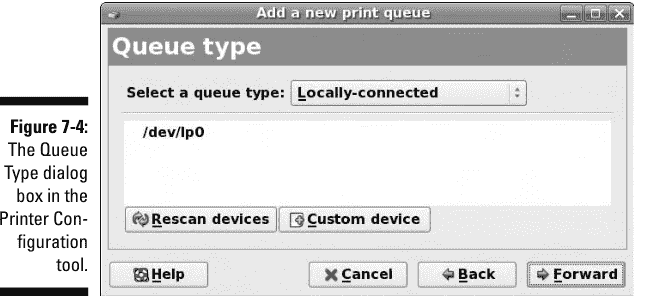 Add a new print queue
Queue type
Select a queue type: Locally-connected
/dev/lp0
Rescan devices Custom device
Help Cancel Back Forward
Figure 7-4:
The Queue
Type dialog
box in the
Printer Con-
figuration
tool.